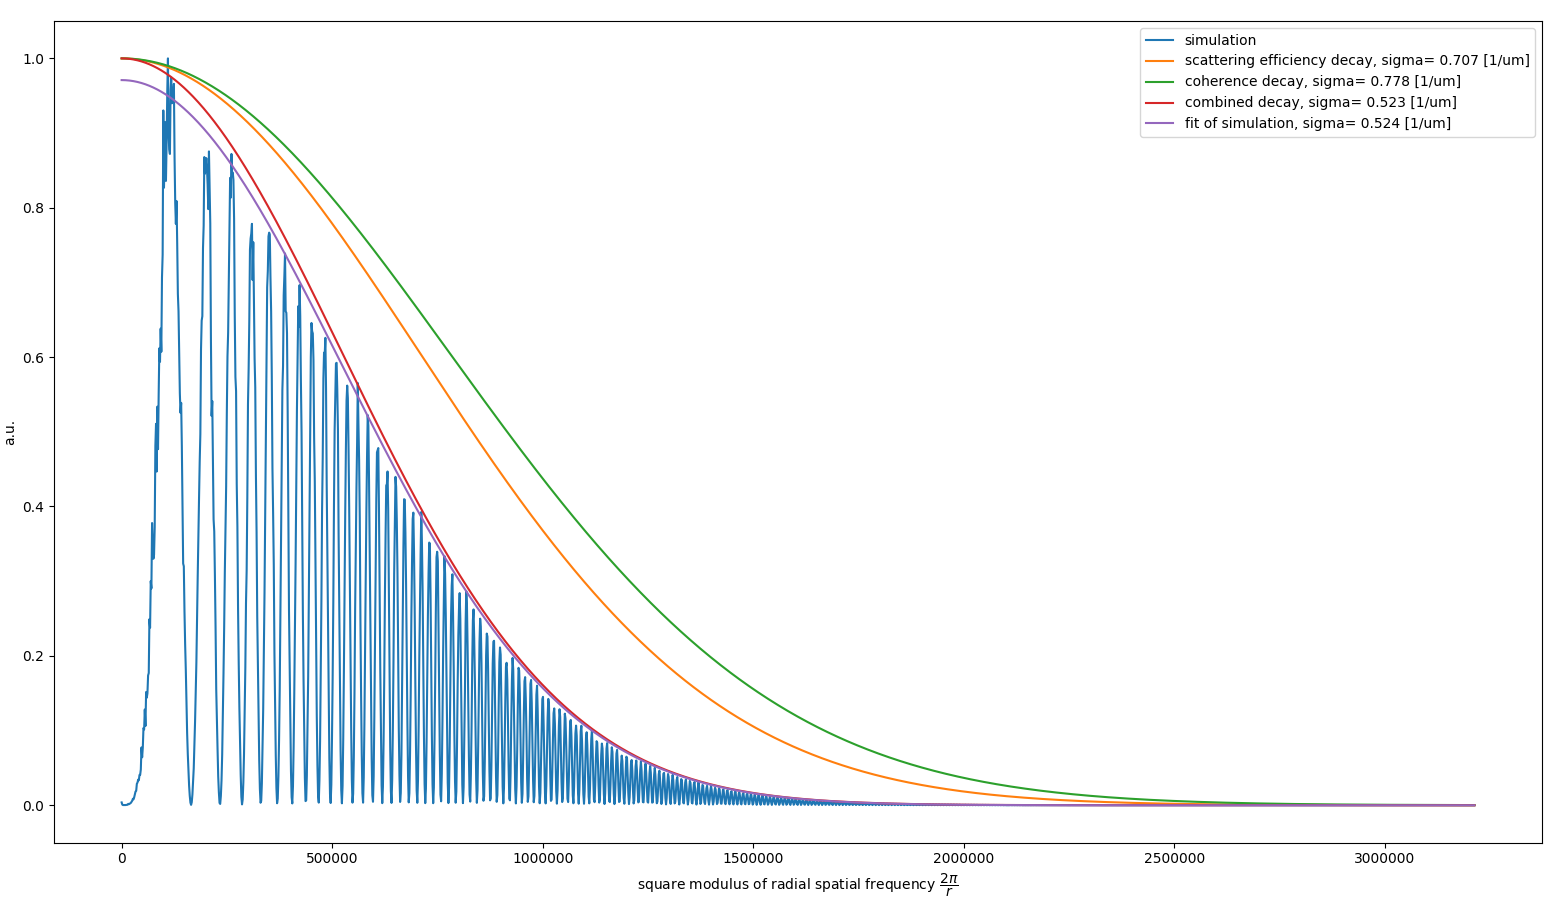 simulation
scattering efficiency decay, sigma= 0.707 [1/um]
coherence decay, sigma= 0.778 [1/um]
combined decay, sigma= 0.523 [1/um]
fit of simulation, sigma= 0.524 [1/um]
1.0
0.8
0.6
a.u.
0.4
0.2
0.0
0 500000 1000000 1500000 2000000 2500000 3000000
square modulus of radial spatial frequency 2π/r